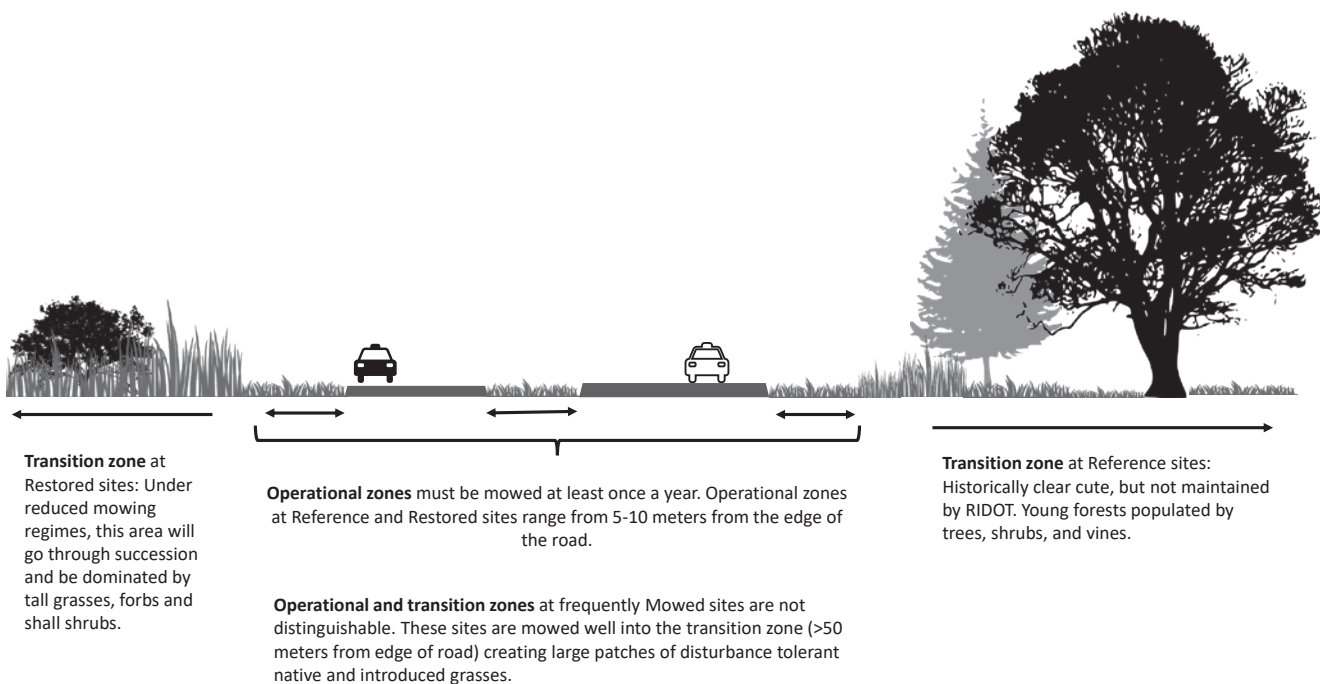 Transition zone at
Restored sites: Under
reduced mowing
regimes, this area will
go through succession
and be dominated by
tall grasses, forbs and
shall shrubs.
Operational zones must be mowed at least once a year. Operational zones
at Reference and Restored sites range from 5-10 meters from the edge of
the road.
Operational and transition zones at frequently Mowed sites are not
distinguishable. These sites are mowed well into the transition zone (>50
meters from edge of road) creating large patches of disturbance tolerant
native and introduced grasses.
Transition zone at Reference sites:
Historically clear cute, but not maintained
by RIDOT. Young forests populated by
trees, shrubs, and vines.